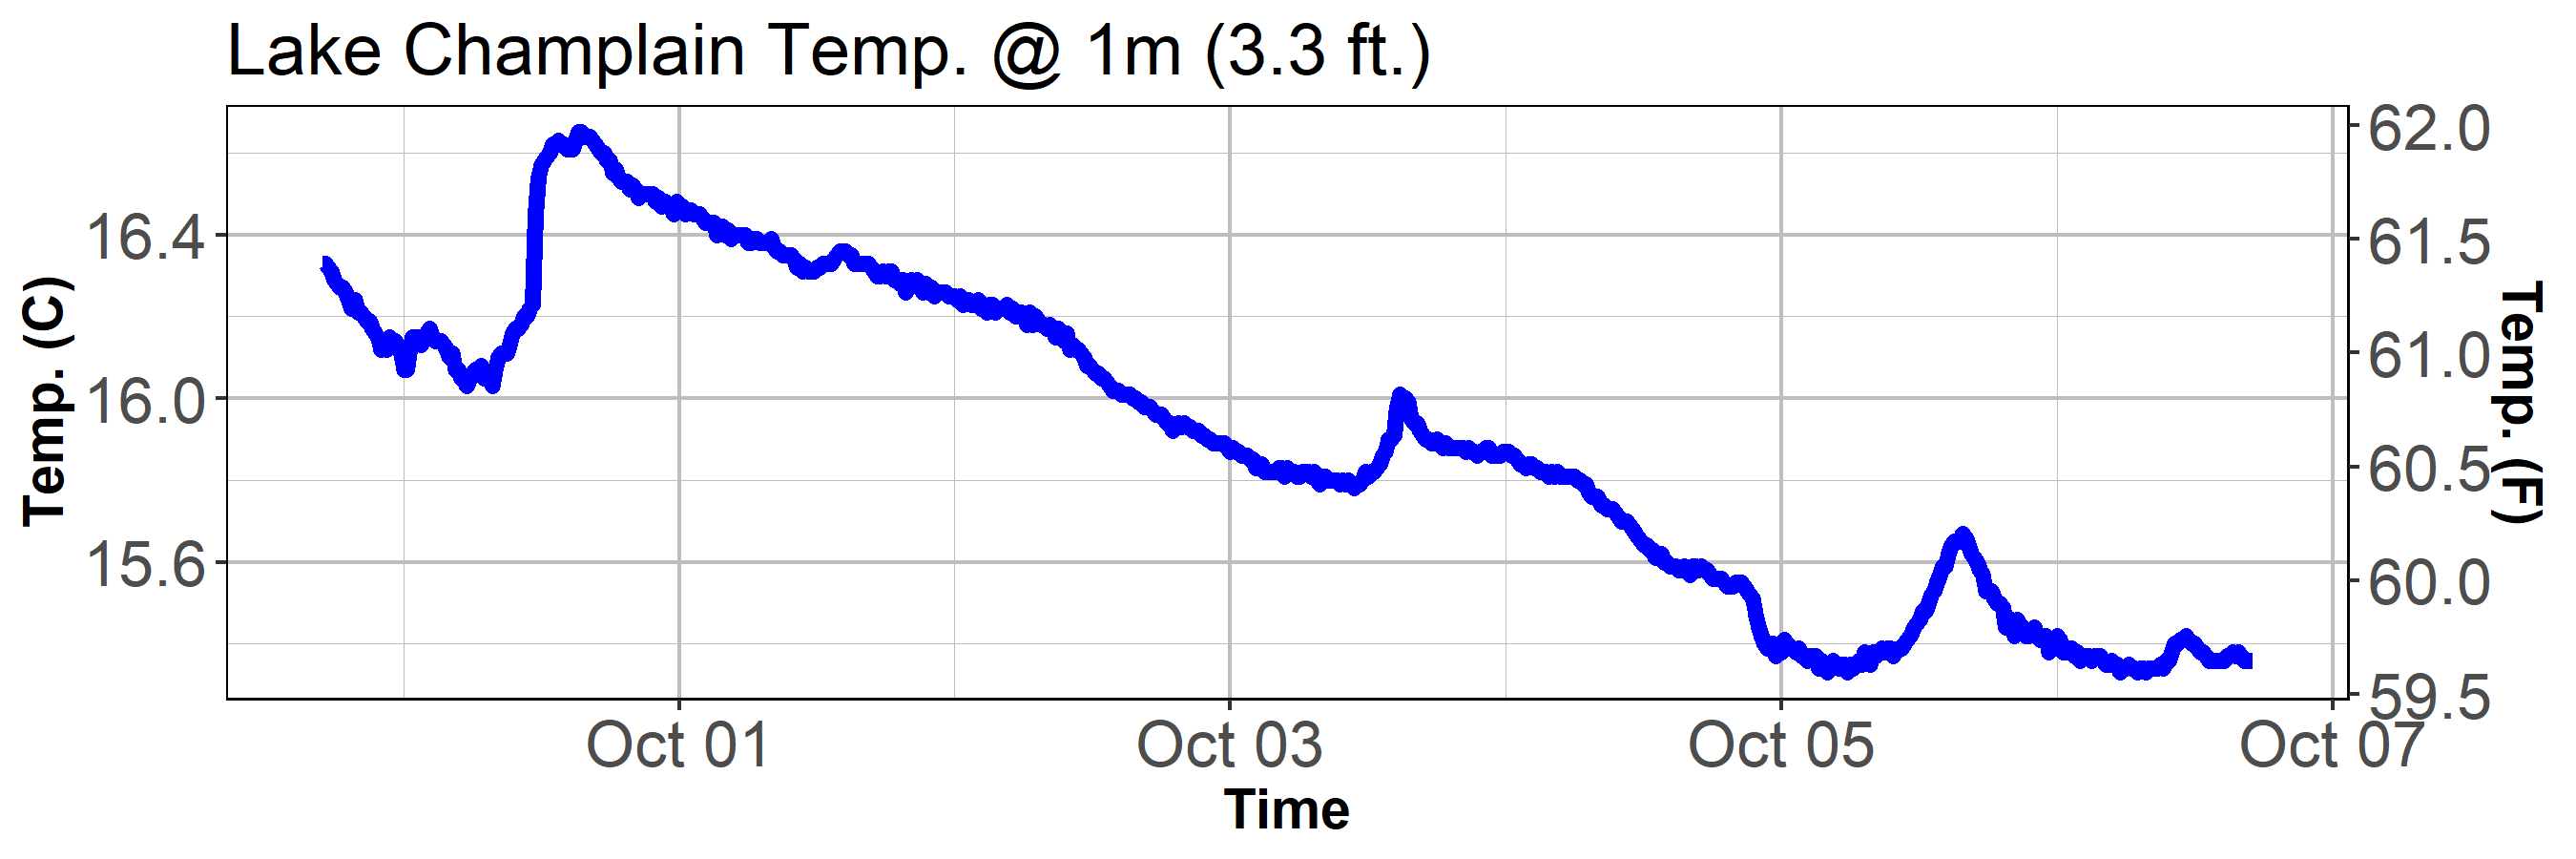 Lake Champlain Temp. @ 1m (3.3 ft.)
Temp. (C)
16.4
16.0
15.6
62.0
61.5
61.0
60.5
60.0
59.5
Temp. (F)
Oct 01
Oct 03
Oct 05
Oct 07
Time